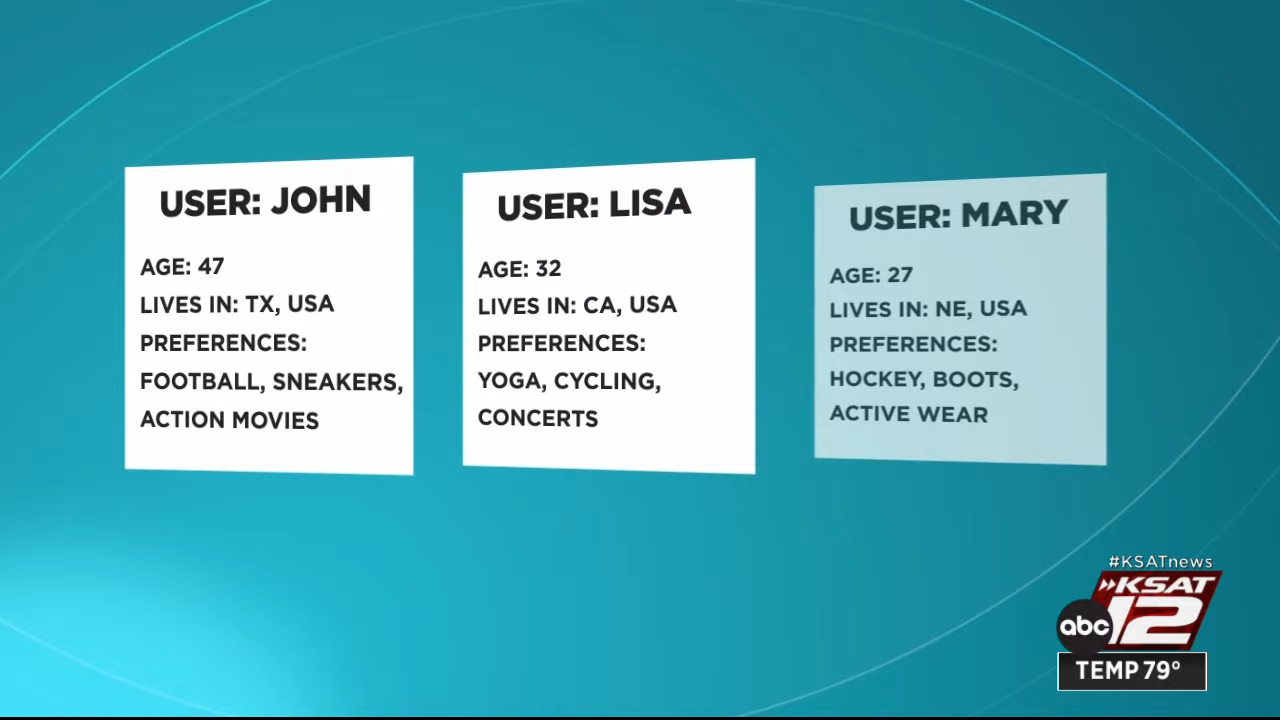 USER: JOHN
AGE: 47
LIVES IN: TX, USA
PREFERENCES:
FOOTBALL, SNEAKERS,
ACTION MOVIES
USER: LISA
AGE: 32
LIVES IN: CA, USA
PREFERENCES:
YOGA, CYCLING,
CONCERTS
USER: MARY
AGE: 27
LIVES IN: NE, USA
PREFERENCES:
HOCKEY, BOOTS,
ACTIVE WEAR
#KSATnews
KSAT
abc 12
TEMP 79°